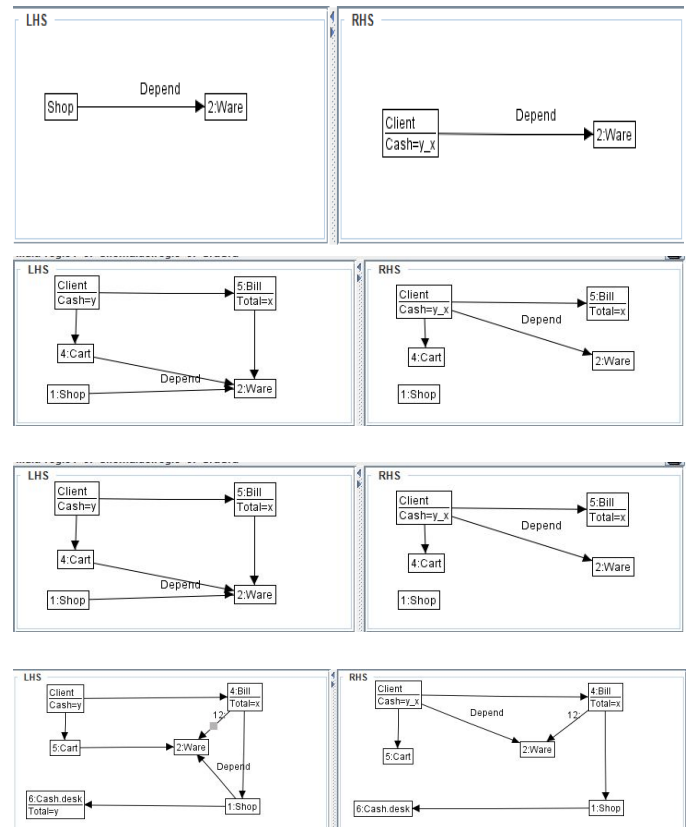 LHS
RHS
Depend
Shop
2:Ware
Depend
Client
Cash=y_x
2:Ware
LHS
RHS
Client
Cash=y
5:Bill
Total=x
4:Cart
Depend
1:Shop
2:Ware
Client
Cash=y_x
5:Bill
Total=x
Depend
4:Cart
2:Ware
1:Shop
LHS
RHS
Client
Cash=y
5:Bill
Total=x
4:Cart
Depend
1:Shop
2:Ware
Client
Cash=y_x
5:Bill
Total=x
Depend
4:Cart
2:Ware
1:Shop
LHS
RHS
Client
Cash=y
4:Bill
Total=x
12:
5:Cart
2:Ware
Depend
6:Cash.desk
Total=y
1:Shop
Client
Cash=y_x
4:Bill
Total=x
Depend
12:
5:Cart
2:Ware
6:Cash.desk
1:Shop